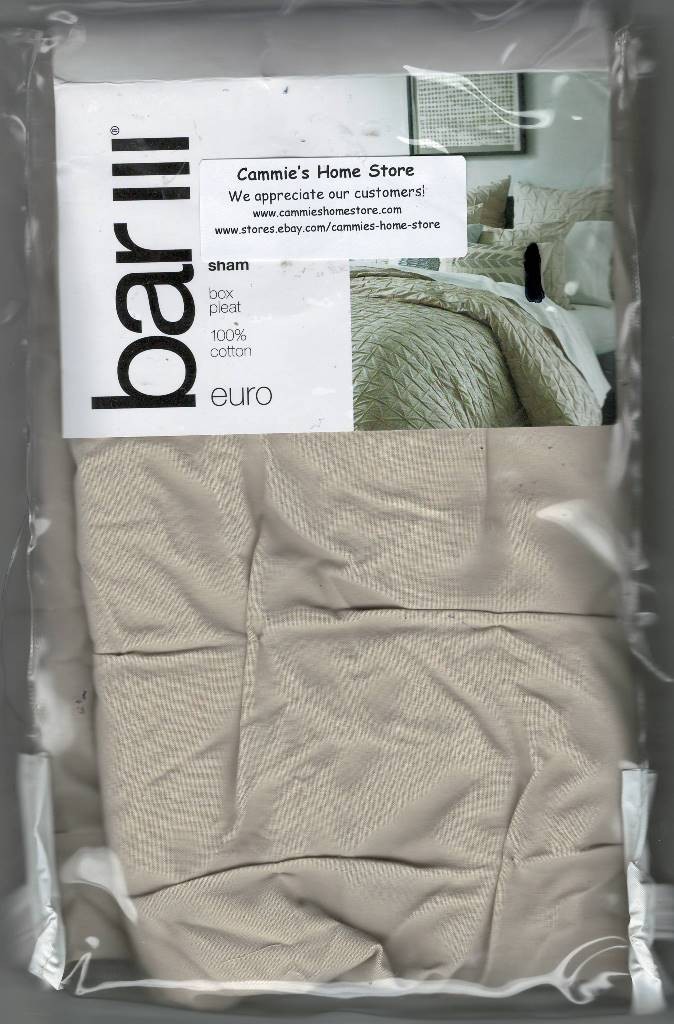 bar III®
Cammie's Home Store
We appreciate our customers!
www.cammieshomestore.com
www.stores.ebay.com/cammies-home-store
sham
box
pleat
100%
cotton
euro